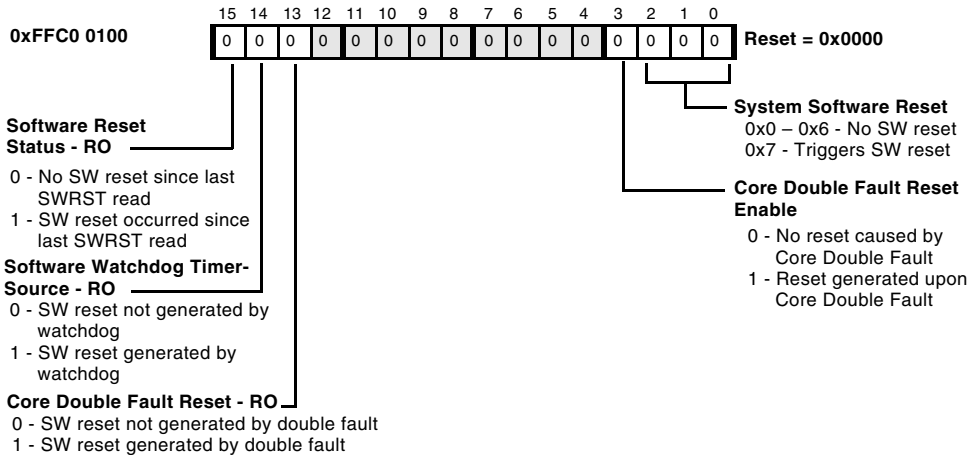 15 14 13 12 11 10 9 8 7 6 5 4 3 2 1 0
0xFFC0 0100
0 0 0 0 0 0 0 0 0 0 0 0 0 0 0 0
Reset = 0x0000
Software Reset
Status - RO
0 - No SW reset since last
SWRST read
1 - SW reset occurred since
last SWRST read
Software Watchdog Timer-
Source - RO
0 - SW reset not generated by
watchdog
1 - SW reset generated by
watchdog
Core Double Fault Reset - RO
0 - SW reset not generated by double fault
1 - SW reset generated by double fault
System Software Reset
0x0 – 0x6 - No SW reset
0x7 - Triggers SW reset
Core Double Fault Reset
Enable
0 - No reset caused by
Core Double Fault
1 - Reset generated upon
Core Double Fault